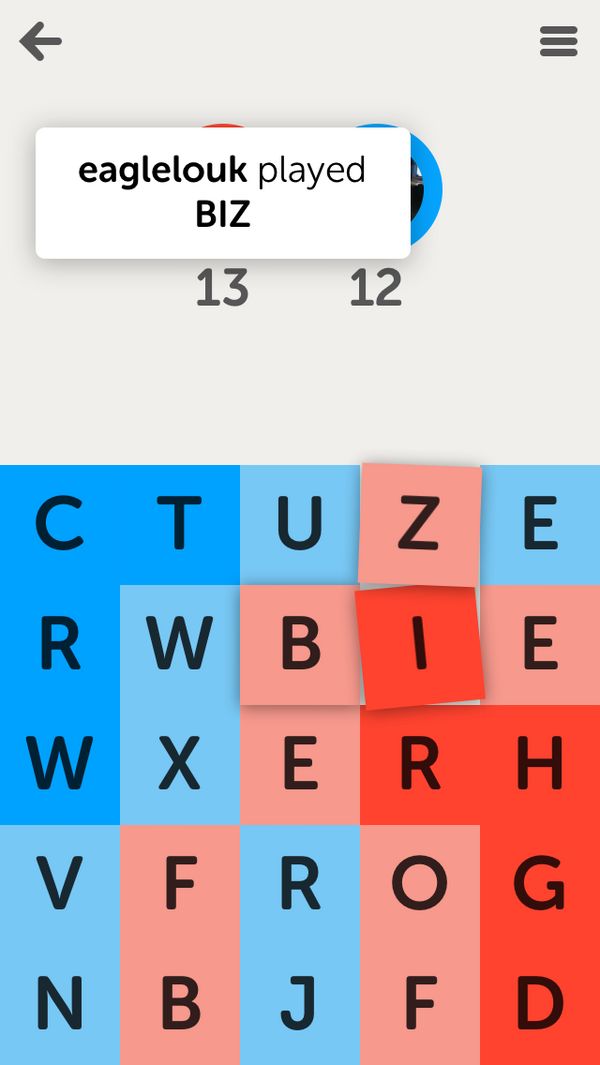 eaglelouk played
BIZ
13 12
C T U Z E
R W B I E
W X E R H
V F R O G
N B J F D